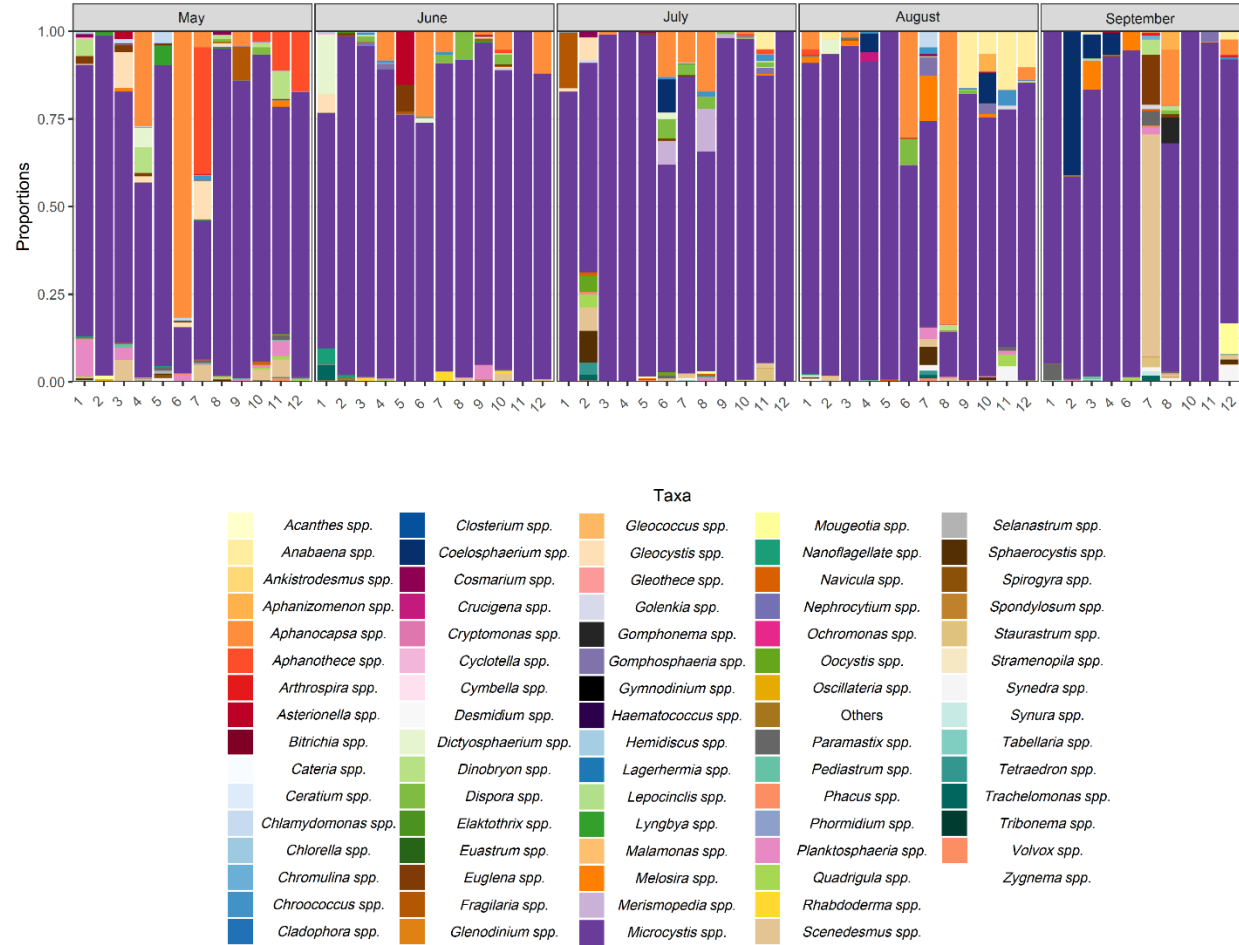 May June July August September
1.00
0.75
0.50
0.25
0.00
Proportions
1 2 3 4 5 6 7 8 9 10 11 12 1 2 3 4 5 6 7 8 9 10 11 12 1 2 3 4 5 6 7 8 9 10 11 12 1 2 3 4 5 6 7 8 9 10 11 12 1 2 3 4 6 7 8 10 11 12
Taxa
Acanthes spp. Closterium spp. Gleococcus spp. Mougeotia spp. Selanastrum spp.
Anabaena spp. Coelosphaerium spp. Gleocystis spp. Nanoflagellate spp. Sphaerocystis spp.
Ankistrodesmus spp. Cosmarium spp. Gleothece spp. Navicula spp. Spirogyra spp.
Aphanizomenon spp. Crucigena spp. Golenkia spp. Nephrocytium spp. Spondylosum spp.
Aphanocapsa spp. Cryptomonas spp. Gomphonema spp. Ochromonas spp. Staurastrum spp.
Aphanothece spp. Cyclotella spp. Gomphosphaeria spp. Oocystis spp. Stramenopila spp.
Arthrospira spp. Cymbella spp. Gymnodinium spp. Oscillateria spp. Synedra spp.
Asterionella spp. Desmidium spp. Haematococcus spp. Others Synura spp.
Bitrichia spp. Dictyosphaerium spp. Hemidiscus spp. Paramastix spp. Tabellaria spp.
Cateria spp. Dinobryon spp. Lagerhermia spp. Pediastrum spp. Tetraedron spp.
Ceratium spp. Dispora spp. Lepocinclis spp. Phacus spp. Trachelomonas spp.
Chlamydomonas spp. Elaktothrix spp. Lyngbya spp. Phormidium spp. Tribonema spp.
Chlorella spp. Euastrum spp. Malamonas spp. Planktosphaeria spp. Volvox spp.
Chromulina spp. Euglena spp. Melosira spp. Quadrigula spp. Zygnema spp.
Chroococcus spp. Fragilaria spp. Merismopedia spp. Rhabdoderma spp.
Cladophora spp. Glenodinium spp. Microcystis spp. Scenedesmus spp.